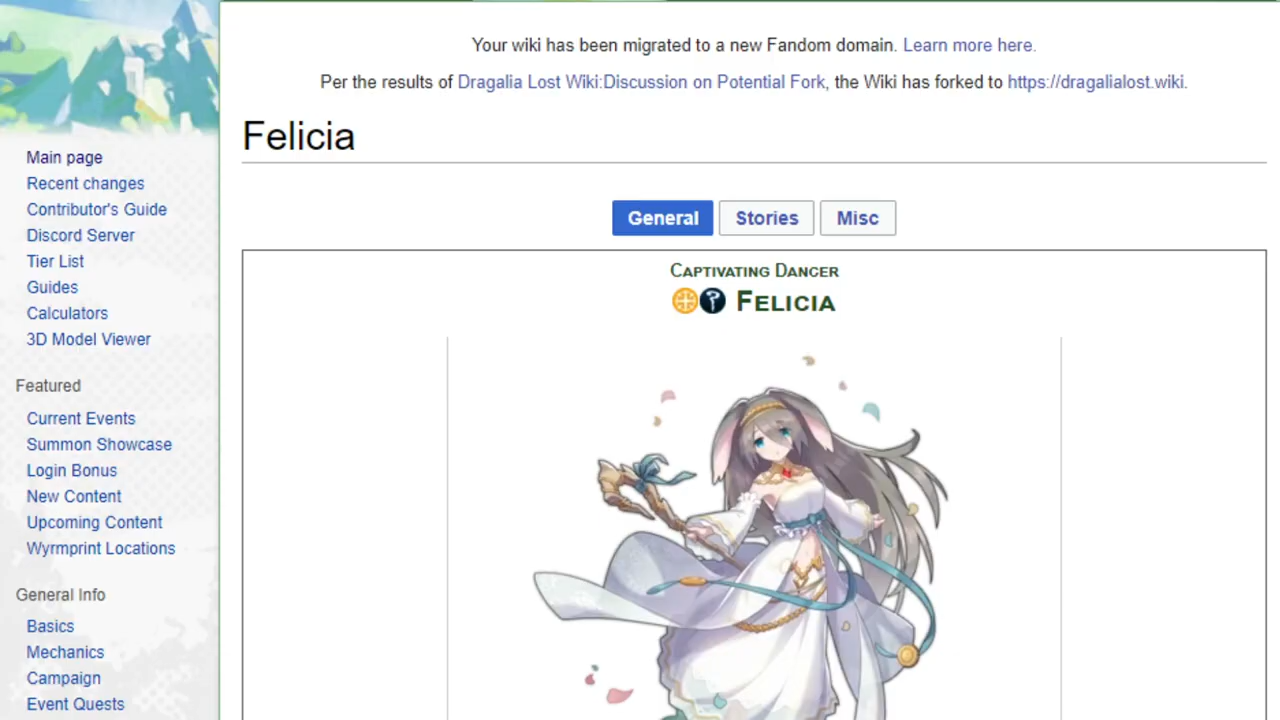 Your wiki has been migrated to a new Fandom domain. Learn more here.
Per the results of Dragalia Lost Wiki:Discussion on Potential Fork, the Wiki has forked to https://dragalialost.wiki.
Felicia
Main page
Recent changes
Contributor's Guide
Discord Server
Tier List
Guides
Calculators
3D Model Viewer
Featured
Current Events
Summon Showcase
Login Bonus
New Content
Upcoming Content
Wyrmprint Locations
General Info
Basics
Mechanics
Campaign
Event Quests
General Stories Misc
Captivating Dancer
Felicia